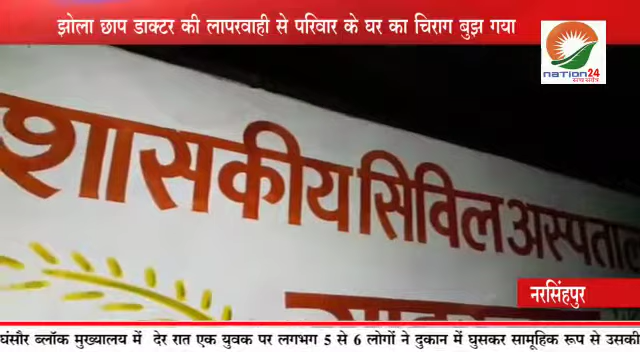 झोला छाप डाक्टर की लापरवाही से परिवार के घर का चिराग बुझ गया
nation24
शासकीय सिविल अस्पताल
नरसिंहपुर
घंसौर ब्लॉक मुख्यालय में देर रात एक युवक पर लगभग 5 से 6 लोगों ने दुकान में घुसकर सामूहिक रूप से उसकी